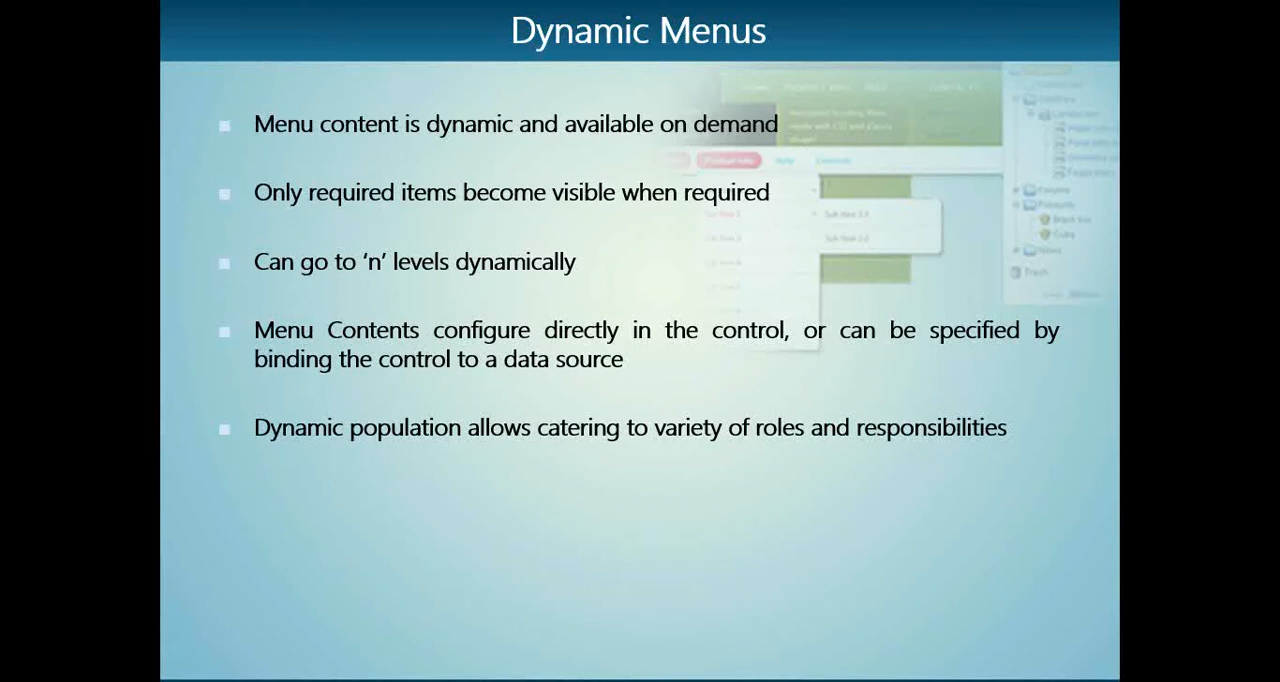 Dynamic Menus
Menu content is dynamic and available on demand
Only required items become visible when required
Can go to ‘n’ levels dynamically
Menu Contents configure directly in the control, or can be specified by
binding the control to a data source
Dynamic population allows catering to variety of roles and responsibilities
Help
Trash